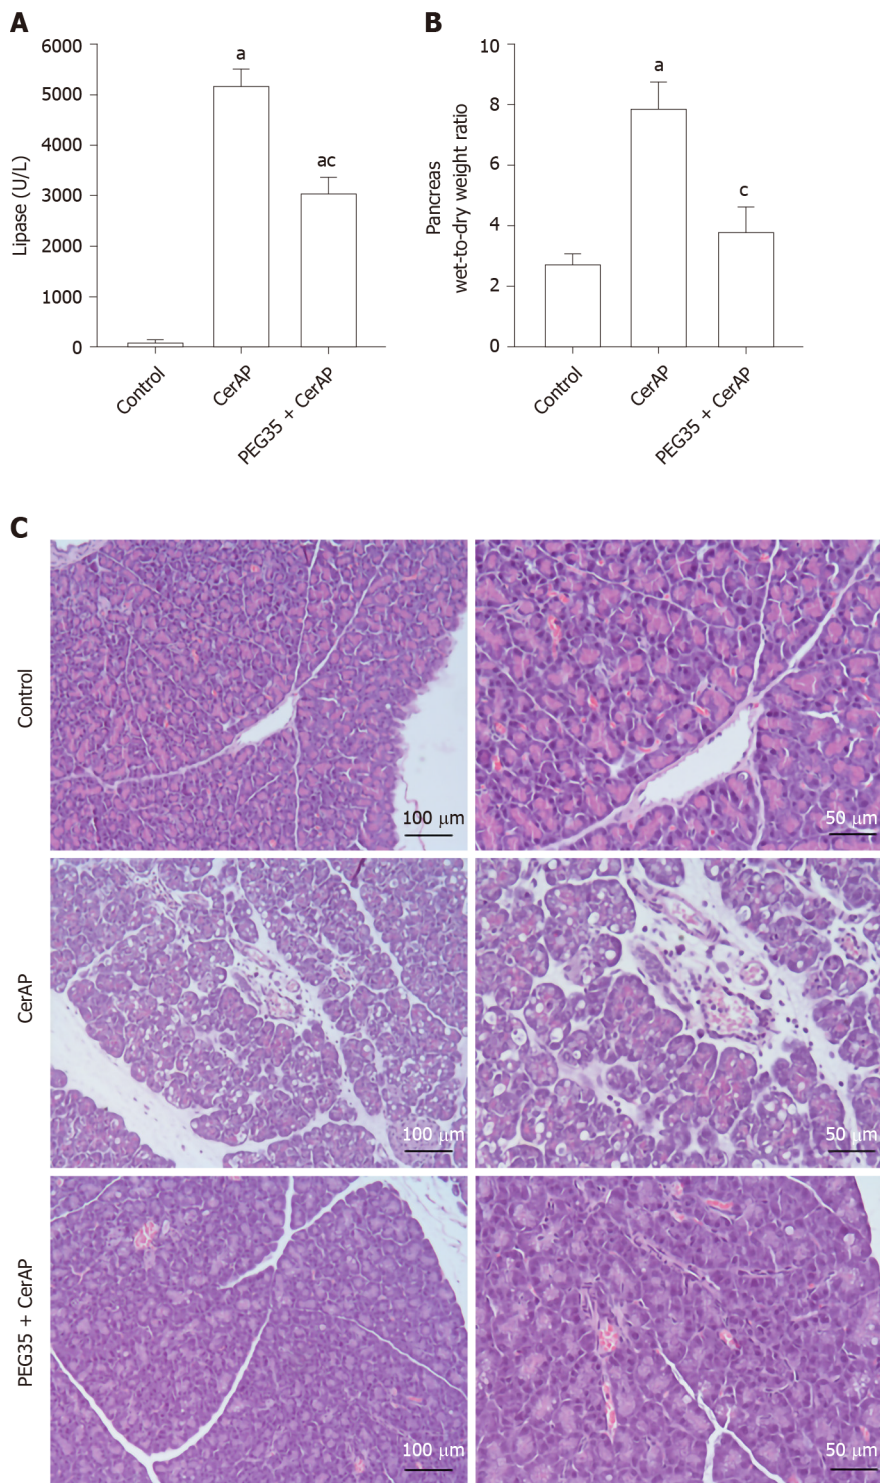 A
B
6000
5000
4000
3000
2000
1000
0
Lipase (U/L)
a
ac
Control
CerAP
PEG35 + CerAP
10
8
6
4
2
0
Pancreas
wet-to-dry weight ratio
a
c
Control
CerAP
PEG35 + CerAP
C
Control
100 μm
50 μm
CerAP
100 μm
50 μm
PEG35 + CerAP
100 μm
50 μm